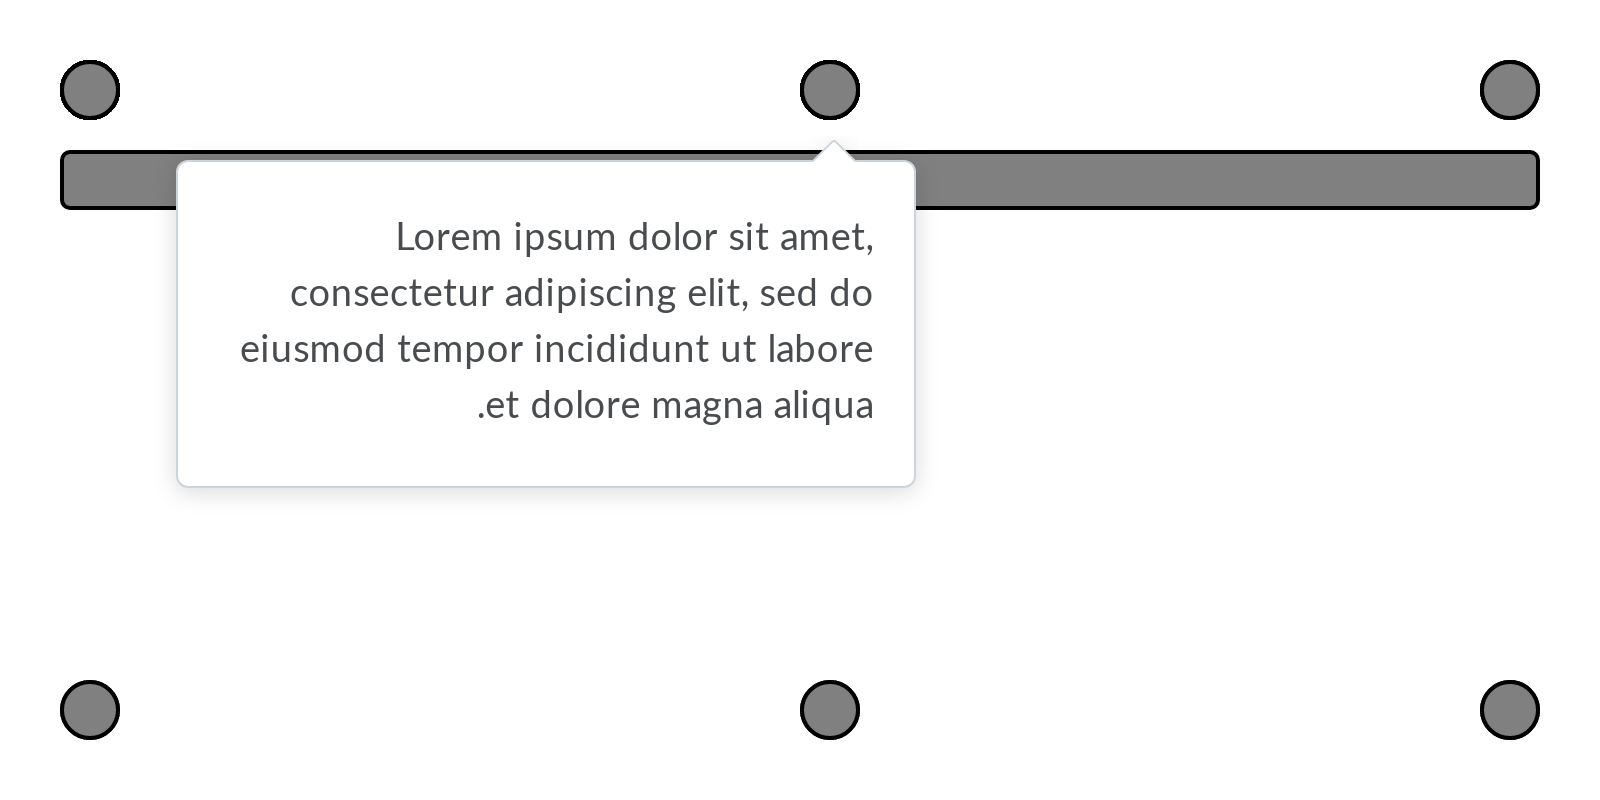 Lorem ipsum dolor sit amet,
consectetur adipiscing elit, sed do
eiusmod tempor incididunt ut labore
.et dolore magna aliqua